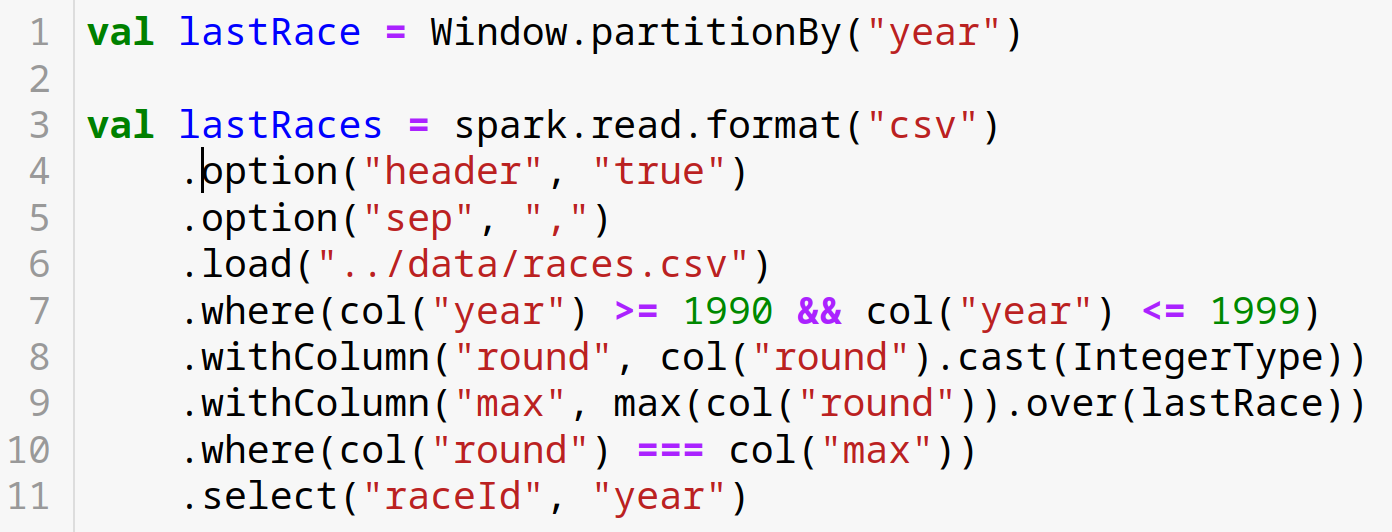 1 val lastRace = Window.partitionBy("year")
2
3 val lastRaces = spark.read.format("csv")
4     .option("header", "true")
5     .option("sep", ",")
6     .load("../data/races.csv")
7     .where(col("year") >= 1990 && col("year") <= 1999)
8     .withColumn("round", col("round").cast(IntegerType))
9     .withColumn("max", max(col("round")).over(lastRace))
10     .where(col("round") === col("max"))
11     .select("raceId", "year")